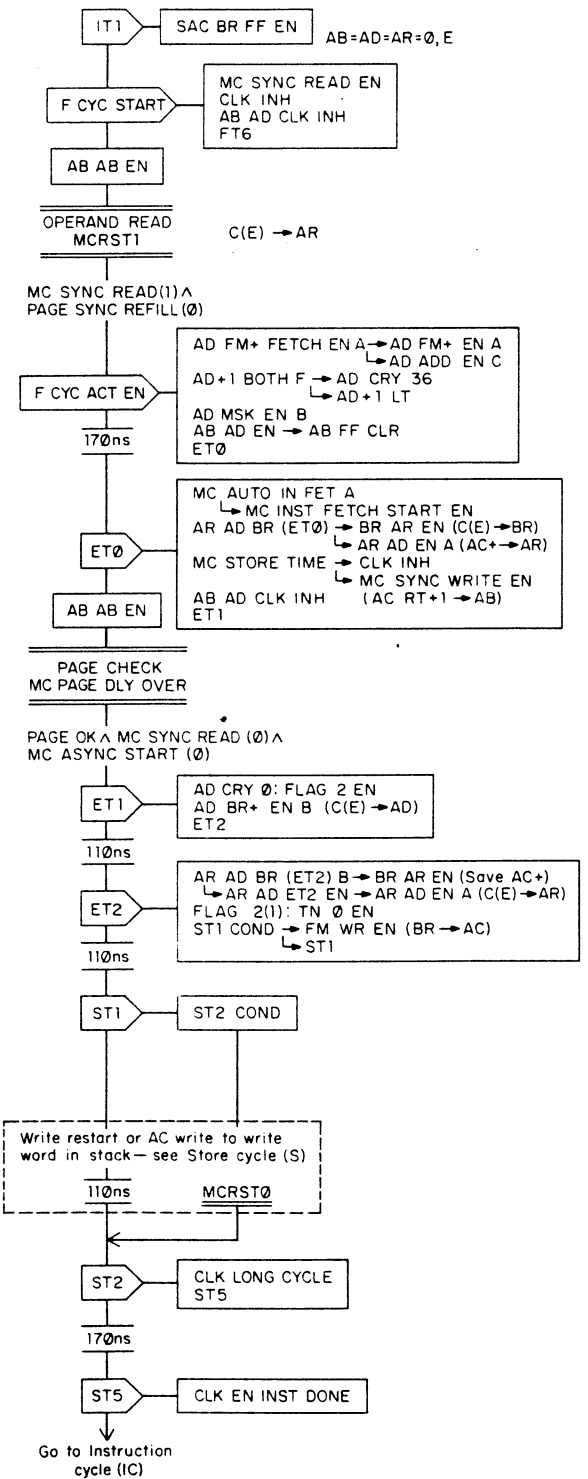 IT1
SAC BR FF EN
AB=AD=AR=Ø, E
F CYC START
MC SYNC READ EN
CLK INH
AB AD CLK INH
FT6
AB AB EN
OPERAND READ
MCRST1
C(E) → AR
MC SYNC READ(1) ∧
PAGE SYNC REFILL(Ø)
F CYC ACT EN
AD FM+ FETCH EN A → AD FM+ EN A
↳ AD ADD EN C
AD+1 BOTH F → AD CRY 36
↳ AD+1 LT
AD MSK EN B
AB AD EN → AB FF CLR
ETØ
17Øns
ETØ
MC AUTO IN FET A
↳ MC INST FETCH START EN
AR AD BR (ETØ) → BR AR EN (C(E) → BR)
↳ AR AD EN A (AC+ → AR)
MC STORE TIME → CLK INH
↳ MC SYNC WRITE EN
AB AD CLK INH (AC RT+1 → AB)
ET1
AB AB EN
PAGE CHECK
MC PAGE DLY OVER
PAGE OK ∧ MC SYNC READ (Ø) ∧
MC ASYNC START (Ø)
ET1
AD CRY Ø: FLAG 2 EN
AD BR+ EN B (C(E) → AD)
ET2
11Øns
ET2
AR AD BR (ET2) B → BR AR EN (Save AC+)
↳ AR AD ET2 EN → AR AD EN A (C(E) → AR)
FLAG 2(1): TN Ø EN
ST1 COND → FM WR EN (BR → AC)
↳ ST1
11Øns
ST1
ST2 COND
Write restart or AC write to write
word in stack — see Store cycle (S)
11Øns
MCRSTØ
ST2
CLK LONG CYCLE
ST5
17Øns
ST5
CLK EN INST DONE
Go to Instruction
cycle (IC)